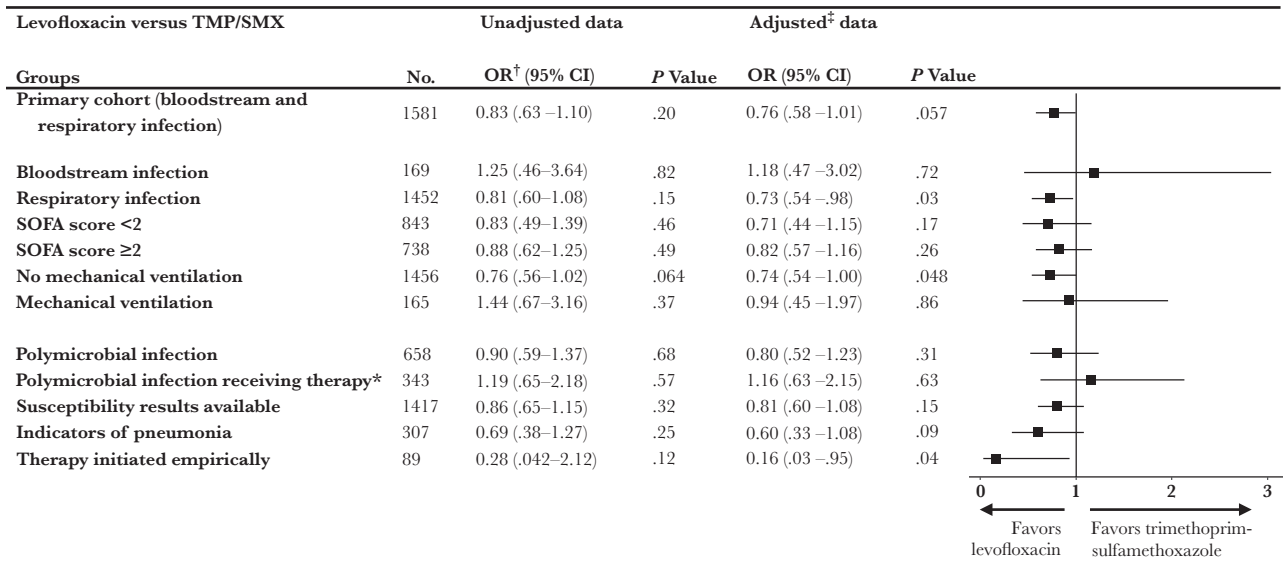 Levofloxacin versus TMP/SMX Unadjusted data Adjusted‡ data
Groups No. OR† (95% CI) P Value OR (95% CI) P Value
Primary cohort (bloodstream and
respiratory infection) 1581 0.83 (.63 –1.10) .20 0.76 (.58 –1.01) .057
Bloodstream infection 169 1.25 (.46–3.64) .82 1.18 (.47 –3.02) .72
Respiratory infection 1452 0.81 (.60–1.08) .15 0.73 (.54 –.98) .03
SOFA score <2 843 0.83 (.49–1.39) .46 0.71 (.44 –1.15) .17
SOFA score ≥2 738 0.88 (.62–1.25) .49 0.82 (.57 –1.16) .26
No mechanical ventilation 1456 0.76 (.56–1.02) .064 0.74 (.54 –1.00) .048
Mechanical ventilation 165 1.44 (.67–3.16) .37 0.94 (.45 –1.97) .86
Polymicrobial infection 658 0.90 (.59–1.37) .68 0.80 (.52 –1.23) .31
Polymicrobial infection receiving therapy* 343 1.19 (.65–2.18) .57 1.16 (.63 –2.15) .63
Susceptibility results available 1417 0.86 (.65–1.15) .32 0.81 (.60 –1.08) .15
Indicators of pneumonia 307 0.69 (.38–1.27) .25 0.60 (.33 –1.08) .09
Therapy initiated empirically 89 0.28 (.042–2.12) .12 0.16 (.03 –.95) .04
0 1 2 3
Favors
levofloxacin
Favors trimethoprim-
sulfamethoxazole